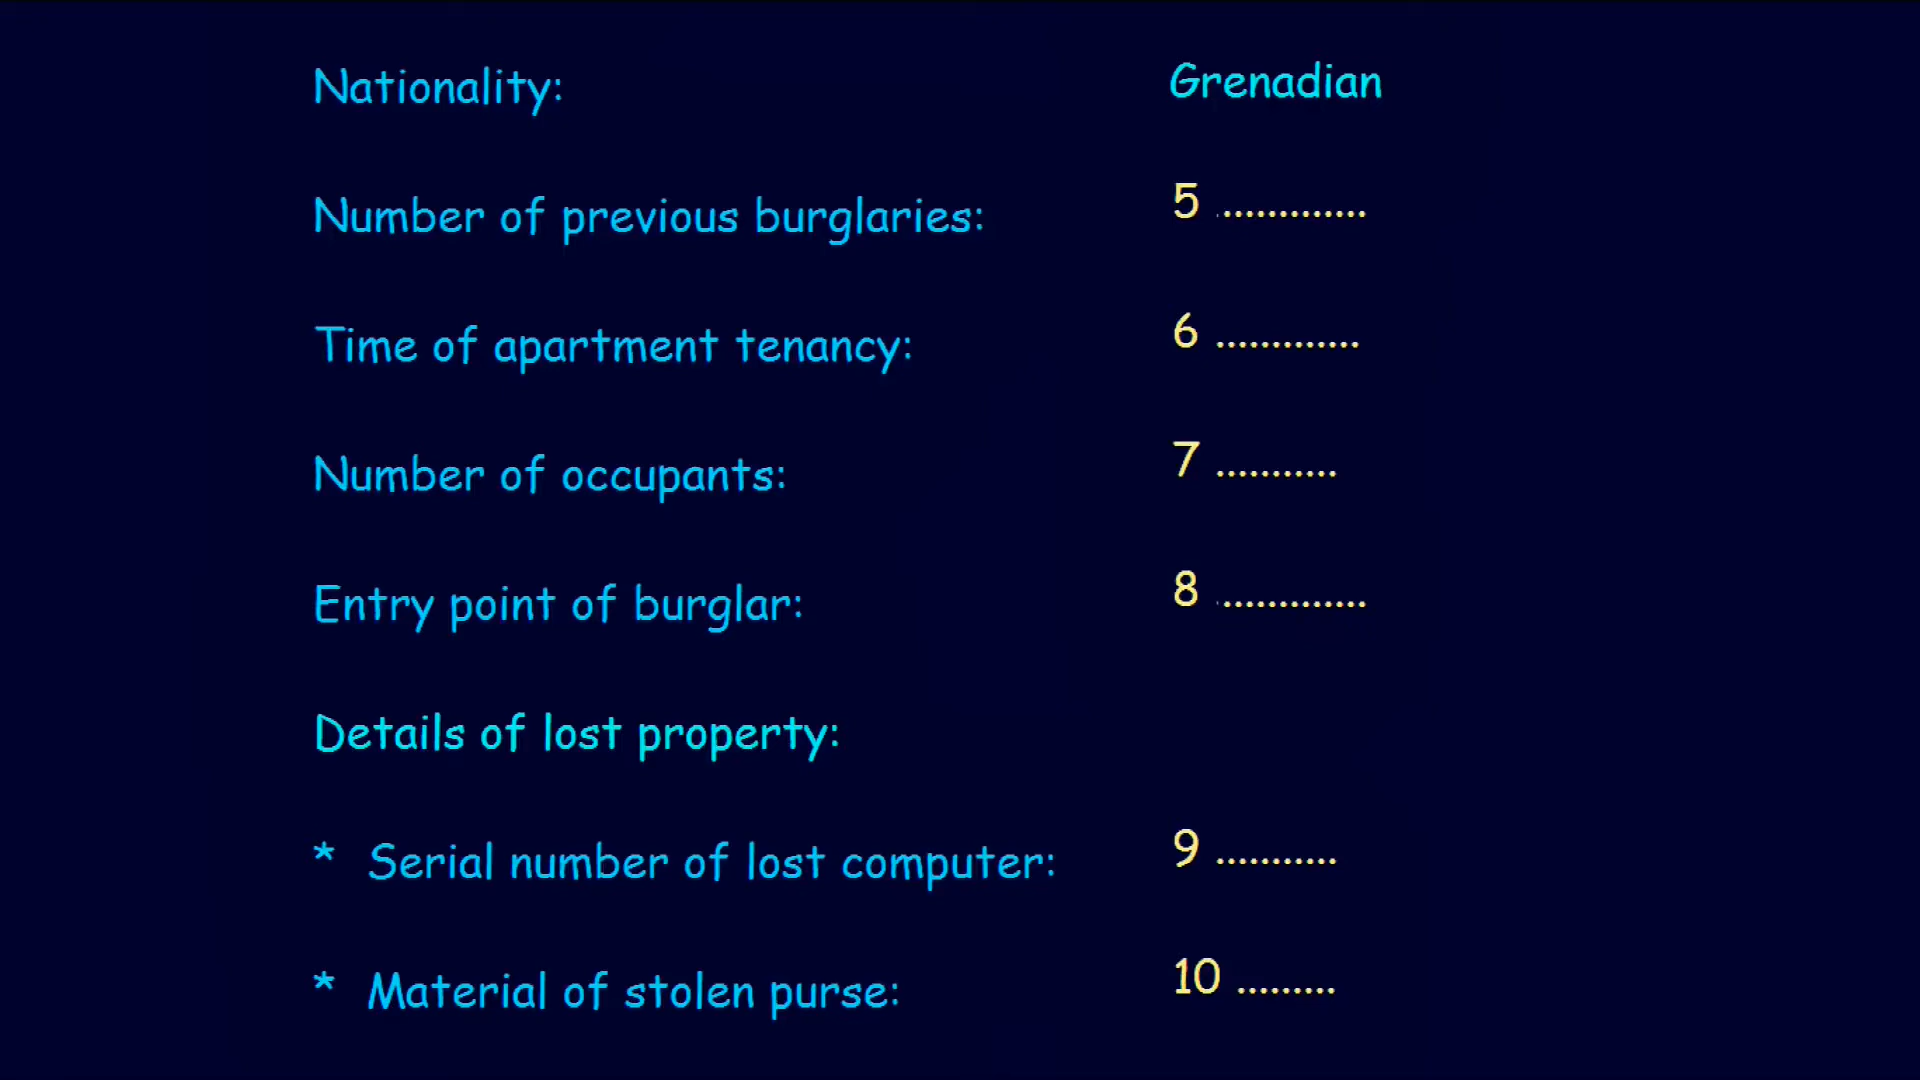 Nationality: Grenadian
Number of previous burglaries: 5 .............
Time of apartment tenancy: 6 .............
Number of occupants: 7 ...........
Entry point of burglar: 8 .............
Details of lost property:
* Serial number of lost computer: 9 ...........
* Material of stolen purse: 10 .........